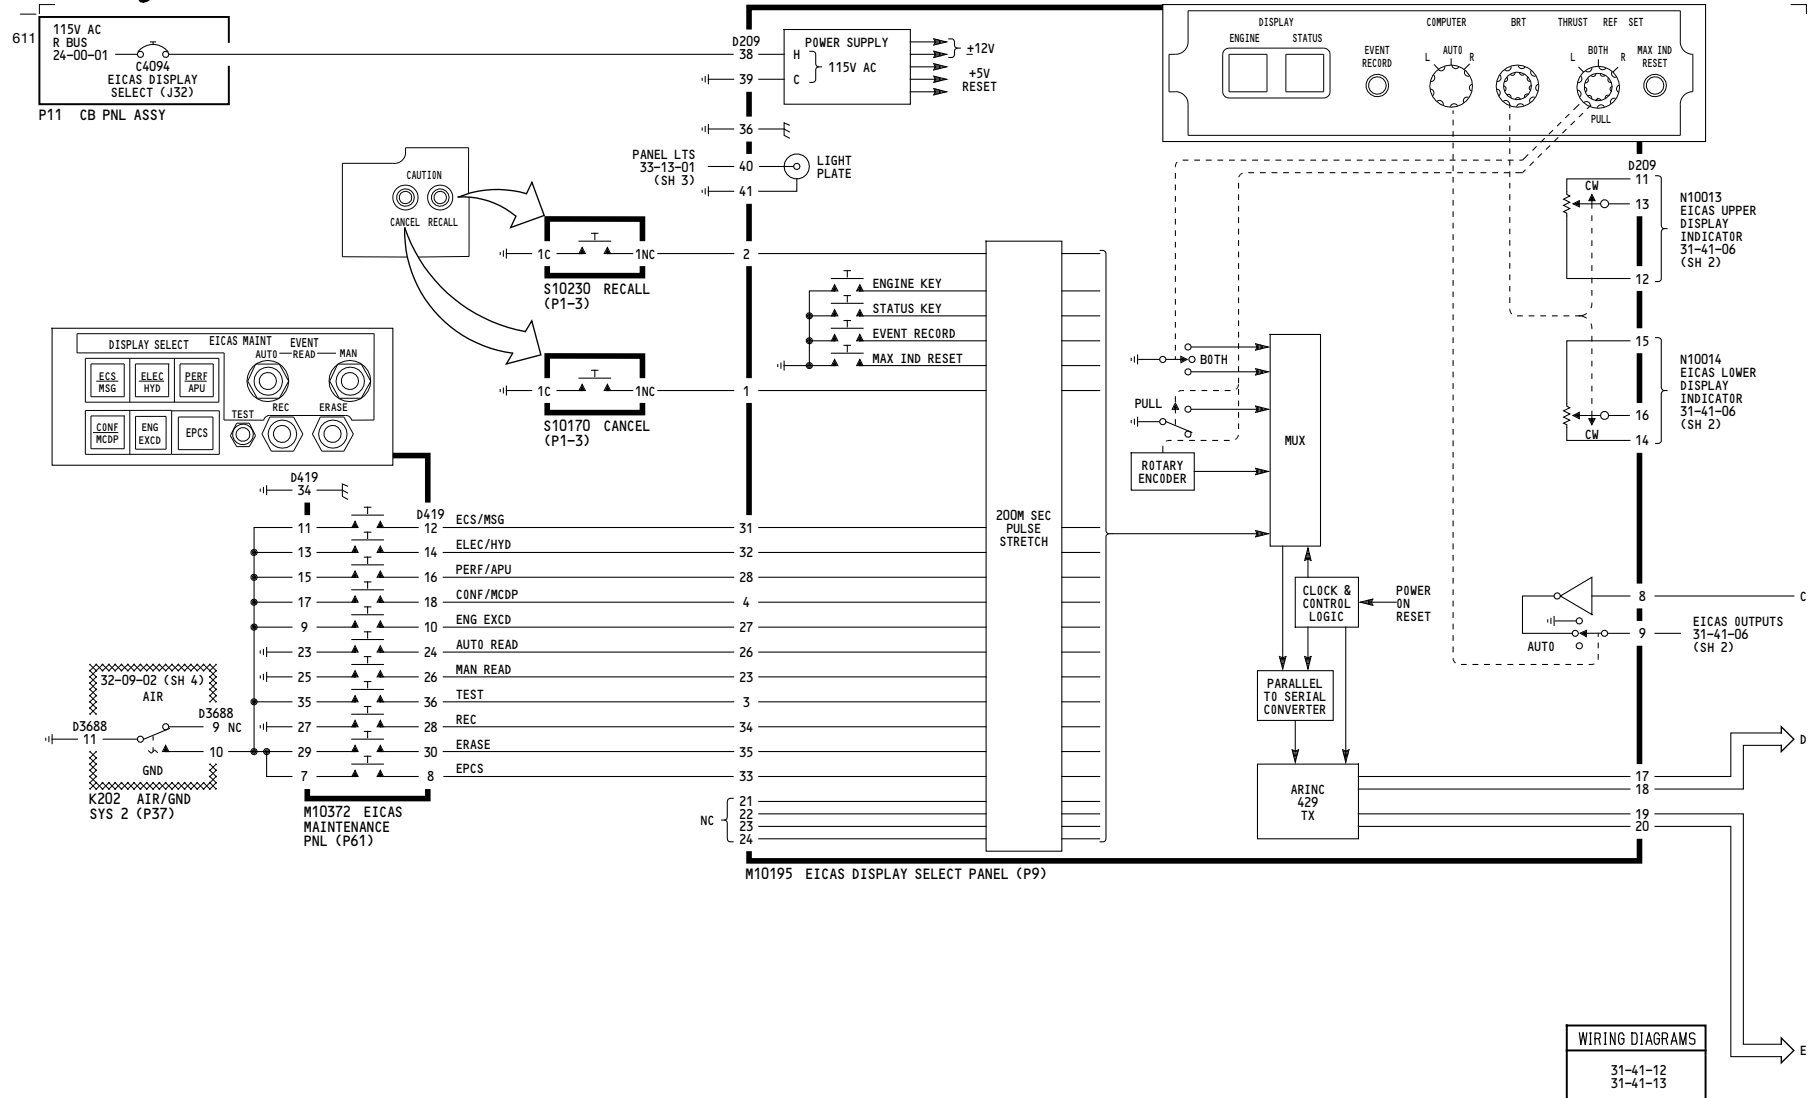 611
115V AC
R BUS
24-00-01
C4094
EICAS DISPLAY
SELECT (J32)
P11 CB PNL ASSY
D209
38
39
H
C
POWER SUPPLY
115V AC
±12V
+5V
RESET
36
PANEL LTS
33-13-01
(SH 3)
40
41
LIGHT
PLATE
DISPLAY
ENGINE STATUS
EVENT
RECORD
COMPUTER
AUTO
L R
BRT
THRUST REF SET
BOTH
L R
PULL
MAX IND
RESET
CAUTION
CANCEL RECALL
1C 1NC 2
S10230 RECALL
(P1-3)
1C 1NC 1
S10170 CANCEL
(P1-3)
ENGINE KEY
STATUS KEY
EVENT RECORD
MAX IND RESET
D209
11
CW
13
12
N10013
EICAS UPPER
DISPLAY
INDICATOR
31-41-06
(SH 2)
15
16
CW
14
N10014
EICAS LOWER
DISPLAY
INDICATOR
31-41-06
(SH 2)
BOTH
PULL
ROTARY
ENCODER
MUX
DISPLAY SELECT
EICAS MAINT
EVENT
AUTO READ MAN
ECS
MSG
ELEC
HYD
PERF
APU
CONF
MCDP
ENG
EXCD
EPCS
TEST
REC
ERASE
D419
34
D419
11 12 ECS/MSG 31
13 14 ELEC/HYD 32
15 16 PERF/APU 28
17 18 CONF/MCDP 4
9 10 ENG EXCD 27
23 24 AUTO READ 26
25 26 MAN READ 23
35 36 TEST 3
27 28 REC 34
29 30 ERASE 35
7 8 EPCS 33
21
NC 22
23
24
200M SEC
PULSE
STRETCH
32-09-02 (SH 4)
AIR
D3688
11
D3688
9 NC
10
GND
K202 AIR/GND
SYS 2 (P37)
M10372 EICAS
MAINTENANCE
PNL (P61)
CLOCK &
CONTROL
LOGIC
POWER
ON
RESET
PARALLEL
TO SERIAL
CONVERTER
ARINC
429
TX
8
C
9
AUTO
EICAS OUTPUTS
31-41-06
(SH 2)
17
18
D
19
20
E
M10195 EICAS DISPLAY SELECT PANEL (P9)
WIRING DIAGRAMS
31-41-12
31-41-13